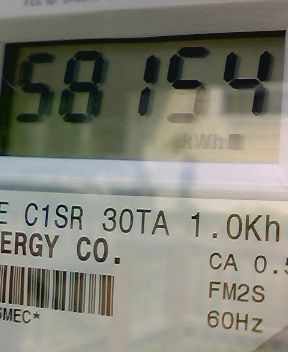 58154
kWh
E C1SR 30TA 1.0Kh
ERGY CO.
CA 0.5
FM2S
SMEC*
60Hz